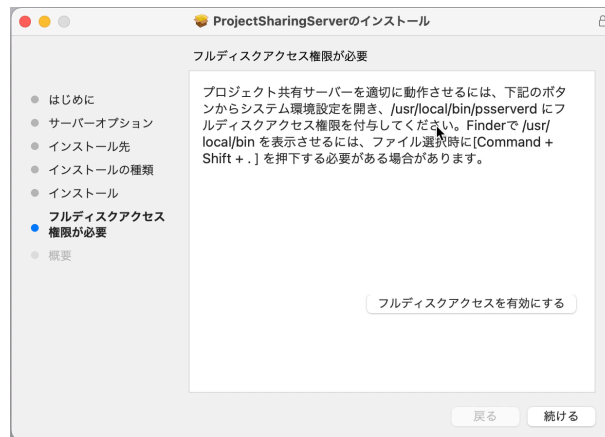 ProjectSharingServerのインストール
フルディスクアクセス権限が必要
はじめに
サーバーオプション
インストール先
インストールの種類
インストール
フルディスクアクセス
権限が必要
概要
プロジェクト共有サーバーを適切に動作させるには、下記のボタ
ンからシステム環境設定を開き、/usr/local/bin/psserverd にフ
ルディスクアクセス権限を付与してください。Finderで /usr/
local/bin を表示させるには、ファイル選択時に[Command +
Shift + . ] を押下する必要がある場合があります。
フルディスクアクセスを有効にする
戻る
続ける